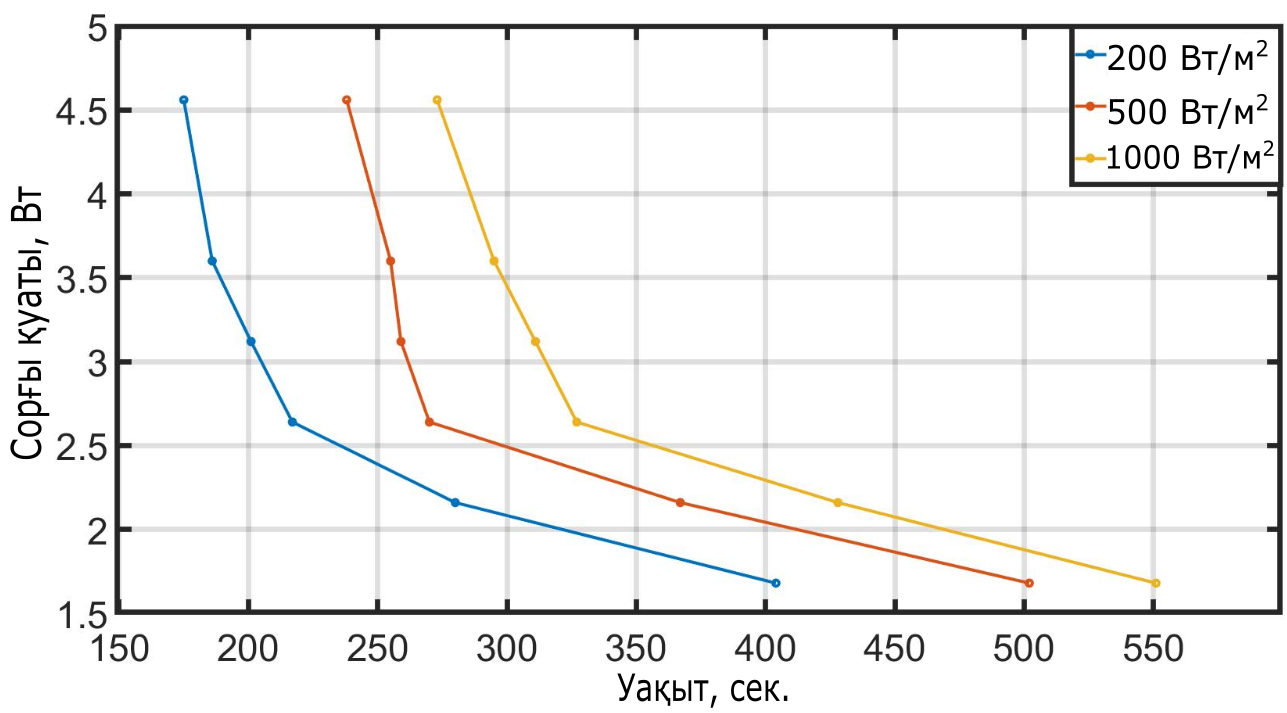 5
4.5
4
3.5
3
2.5
2
1.5
150 200 250 300 350 400 450 500 550
Сорғы қуаты, Вт
Уақыт, сек.
200 Вт/м²
500 Вт/м²
1000 Вт/м²